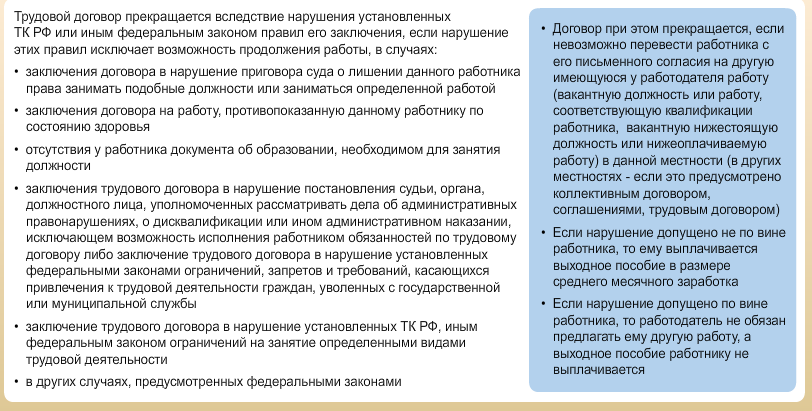 Трудовой договор прекращается вследствие нарушения установленных
ТК РФ или иным федеральным законом правил его заключения, если нарушение
этих правил исключает возможность продолжения работы, в случаях:
• заключения договора в нарушение приговора суда о лишении данного работника
права занимать подобные должности или заниматься определенной работой
• заключения договора на работу, противопоказанную данному работнику по
состоянию здоровья
• отсутствия у работника документа об образовании, необходимом для занятия
должности
• заключения трудового договора в нарушение постановления судьи, органа,
должностного лица, уполномоченных рассматривать дела об административных
правонарушениях, о дисквалификации или ином административном наказании,
исключающем возможность исполнения работником обязанностей по трудовому
договору либо заключение трудового договора в нарушение установленных
федеральными законами ограничений, запретов и требований, касающихся
привлечения к трудовой деятельности граждан, уволенных с государственной
или муниципальной службы
• заключение трудового договора в нарушение установленных ТК РФ, иным
федеральным законом ограничений на занятие определенными видами
трудовой деятельности
• в других случаях, предусмотренных федеральными законами
• Договор при этом прекращается, если
невозможно перевести работника с
его письменного согласия на другую
имеющуюся у работодателя работу
(вакантную должность или работу,
соответствующую квалификации
работника, вакантную нижестоящую
должность или нижеоплачиваемую
работу) в данной местности (в других
местностях - если это предусмотрено
коллективным договором,
соглашениями, трудовым договором)
• Если нарушение допущено не по вине
работника, то ему выплачивается
выходное пособие в размере
среднего месячного заработка
• Если нарушение допущено по вине
работника, то работодатель не обязан
предлагать ему другую работу, а
выходное пособие работнику не
выплачивается